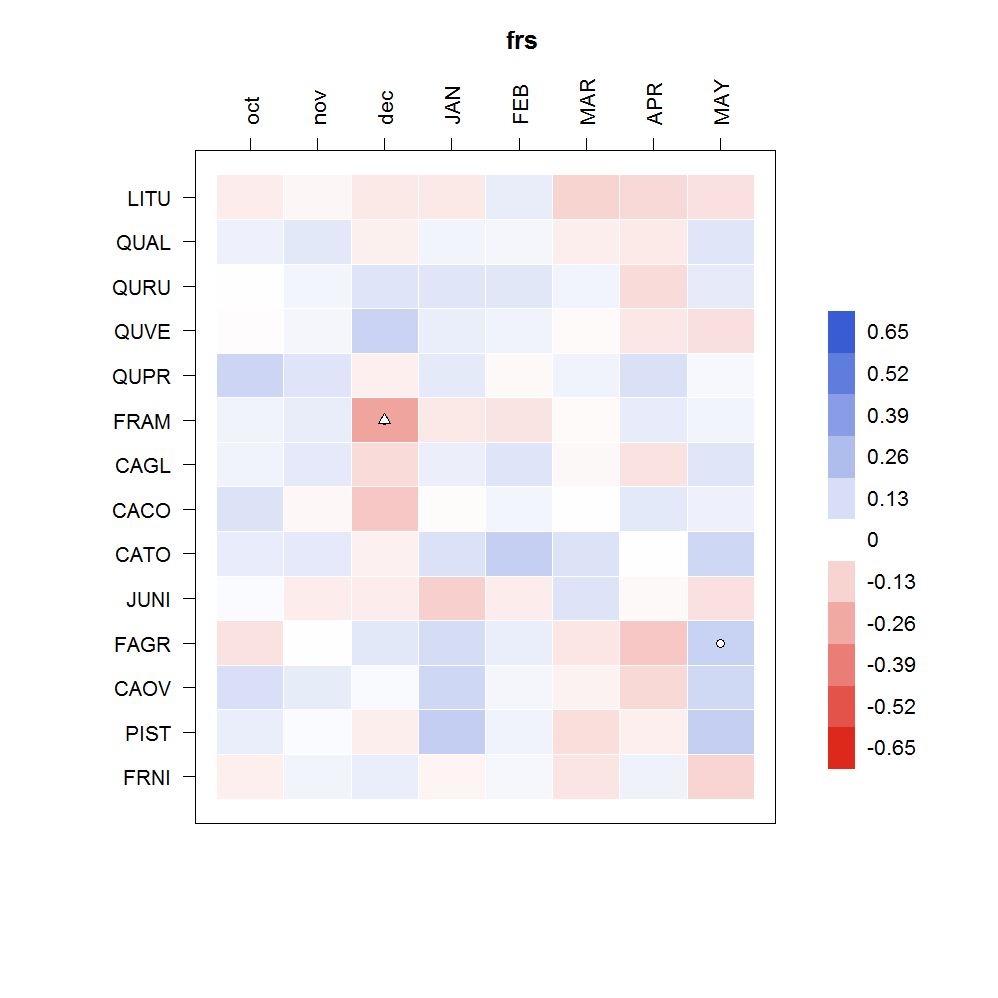 frs
oct nov dec JAN FEB MAR APR MAY
LITU
QUAL
QURU
QUVE
QUPR
FRAM
CAGL
CACO
CATO
JUNI
FAGR
CAOV
PIST
FRNI
0.65
0.52
0.39
0.26
0.13
0
-0.13
-0.26
-0.39
-0.52
-0.65